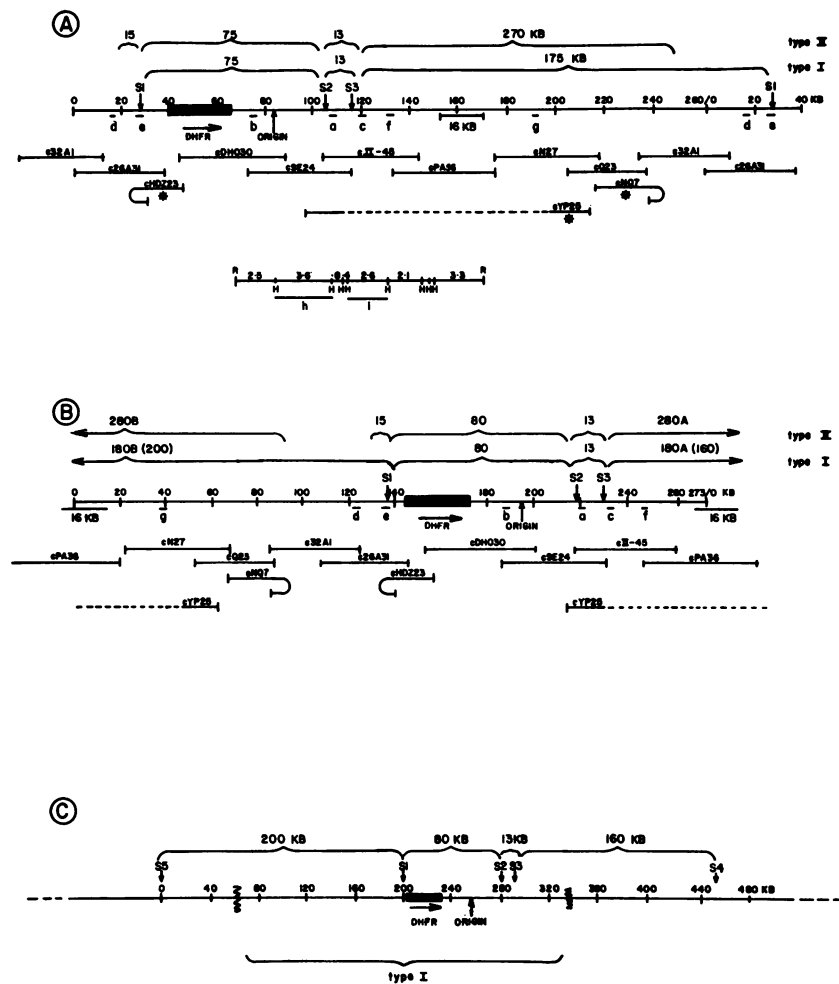 A
15 75 13 270 KB type II
75 13 175 KB type I
S1 S2 S3 S1
0 20 40 60 80 100 120 140 160 180 200 220 240 260/0 20 40 KB
d e b a c f 16 KB g d e
DHFR ORIGIN
c32A1 cDHO30 cII-45 cN27 c32A1
c26A31 cSE24 cPA36 cQ23 c26A31
cHDZ23 cNQ7
* *
cYP25
*
R 2.5 3.6 .8 .4 2.6 2.1 3.3 R
H H H H H H H H
h i
B
280B 15 80 13 280A type II
180B (200) 80 13 180A (160) type I
S1 S2 S3
0 20 40 60 80 100 120 140 160 180 200 240 260 273/0 KB
16 KB g d e b a c f 16 KB
DHFR ORIGIN
cN27 c32A1 cDHO30 cII-45
cPA36 cQ23 c26A31 cSE24 cPA36
cNQ7 cHDZ23
cYP25 cYP25
C
200 KB 80 KB 13KB 160 KB
S5 S1 S2 S3 S4
0 40 80 120 160 200 240 280 320 360 400 440 480 KB
DHFR ORIGIN
type I